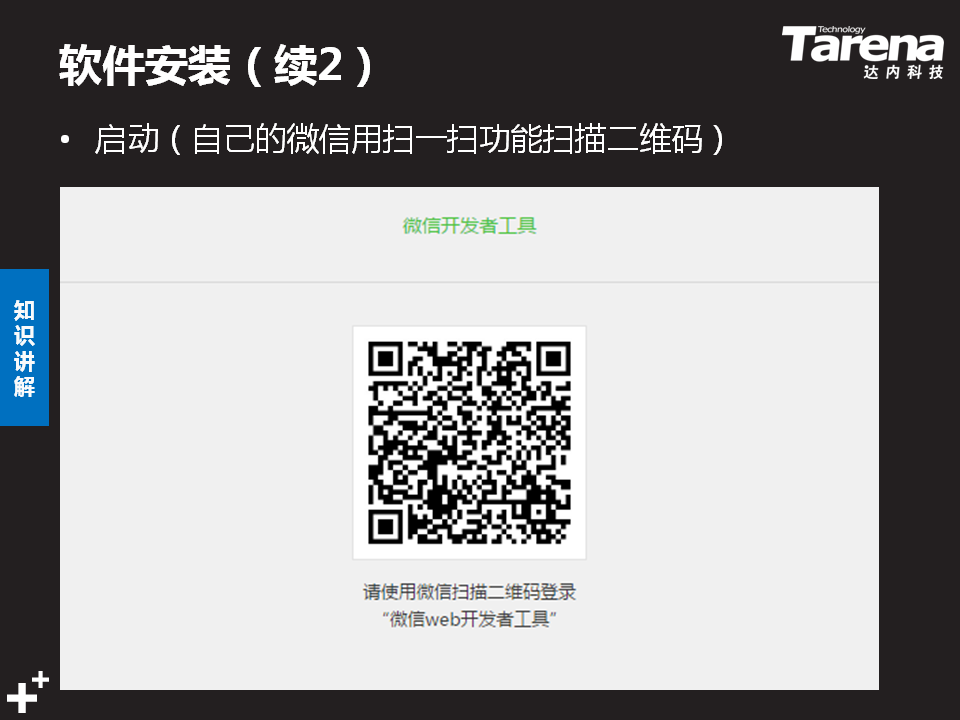 软件安装（续2）
Technology
Tarena
达内科技
• 启动（自己的微信用扫一扫功能扫描二维码）
微信开发者工具
知识讲解
请使用微信扫描二维码登录
“微信web开发者工具”